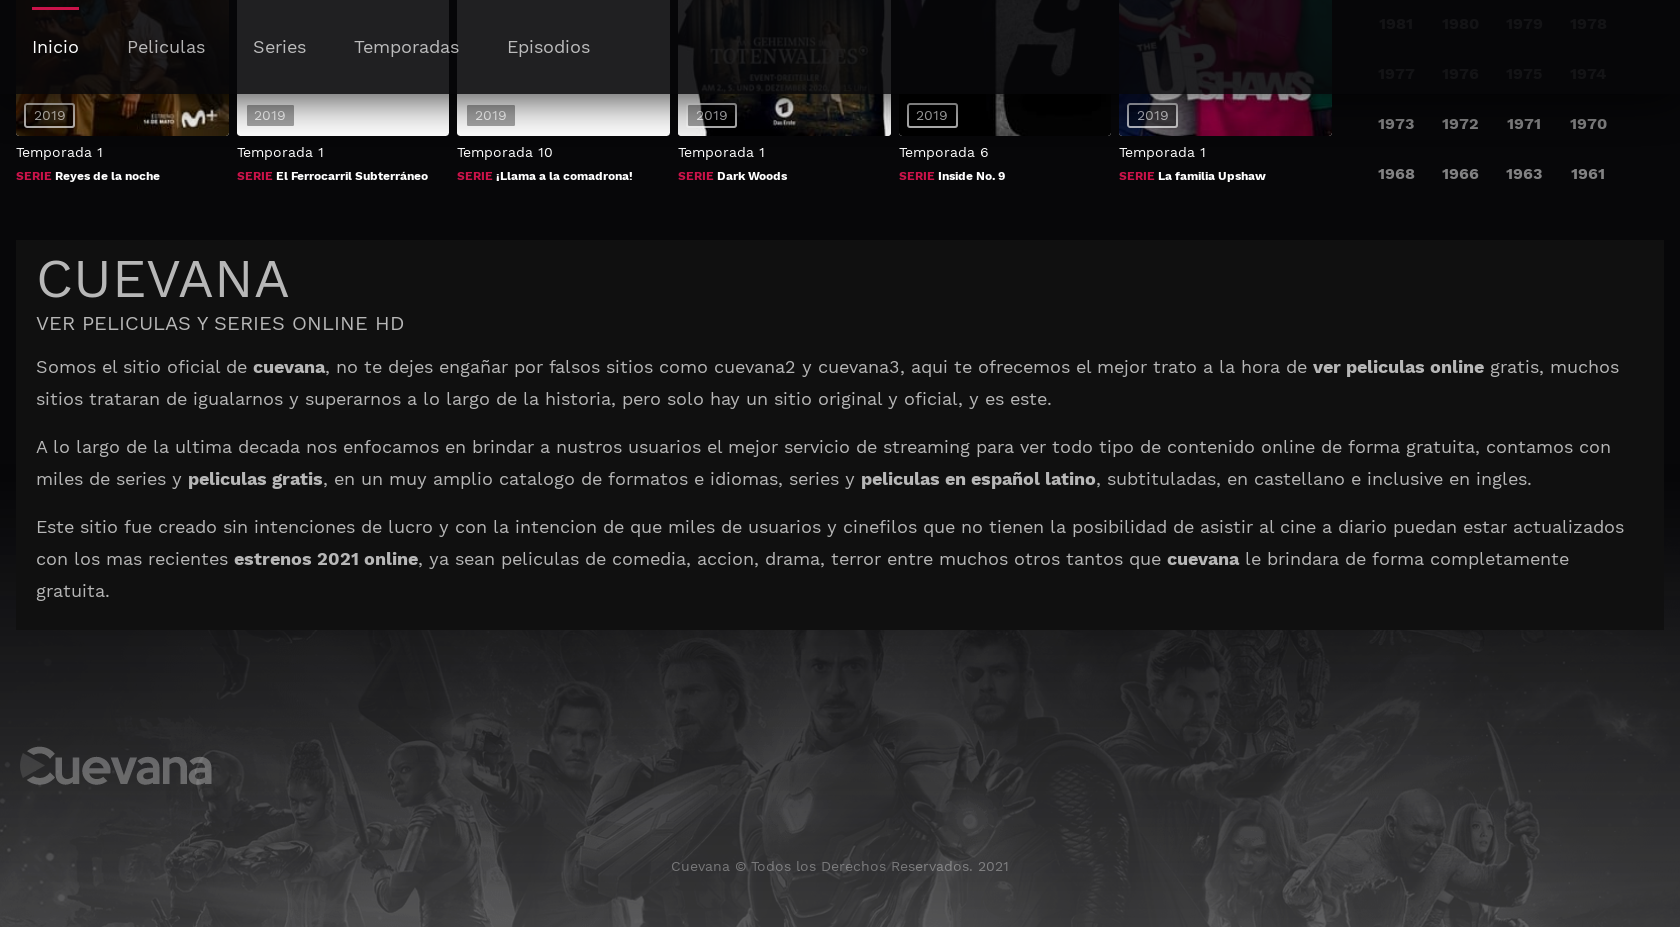 Inicio Peliculas Series Temporadas Episodios
1981 1980 1979 1978
1977 1976 1975 1974
1973 1972 1971 1970
1968 1966 1963 1961
GEHEIMNIS
TOTENWALDES
EVENT-DREITEILER
Das Erste
THE UPSHAWS
ESTRENO
14 DE MAYO
M+
2019 2019 2019 2019 2019 2019
Temporada 1 Temporada 1 Temporada 10 Temporada 1 Temporada 6 Temporada 1
SERIE Reyes de la noche SERIE El Ferrocarril Subterráneo SERIE ¡Llama a la comadrona! SERIE Dark Woods SERIE Inside No. 9 SERIE La familia Upshaw
CUEVANA
VER PELICULAS Y SERIES ONLINE HD
Somos el sitio oficial de cuevana, no te dejes engañar por falsos sitios como cuevana2 y cuevana3, aqui te ofrecemos el mejor trato a la hora de ver peliculas online gratis, muchos
sitios trataran de igualarnos y superarnos a lo largo de la historia, pero solo hay un sitio original y oficial, y es este.
A lo largo de la ultima decada nos enfocamos en brindar a nustros usuarios el mejor servicio de streaming para ver todo tipo de contenido online de forma gratuita, contamos con
miles de series y peliculas gratis, en un muy amplio catalogo de formatos e idiomas, series y peliculas en español latino, subtituladas, en castellano e inclusive en ingles.
Este sitio fue creado sin intenciones de lucro y con la intencion de que miles de usuarios y cinefilos que no tienen la posibilidad de asistir al cine a diario puedan estar actualizados
con los mas recientes estrenos 2021 online, ya sean peliculas de comedia, accion, drama, terror entre muchos otros tantos que cuevana le brindara de forma completamente
gratuita.
Cuevana
Cuevana © Todos los Derechos Reservados. 2021